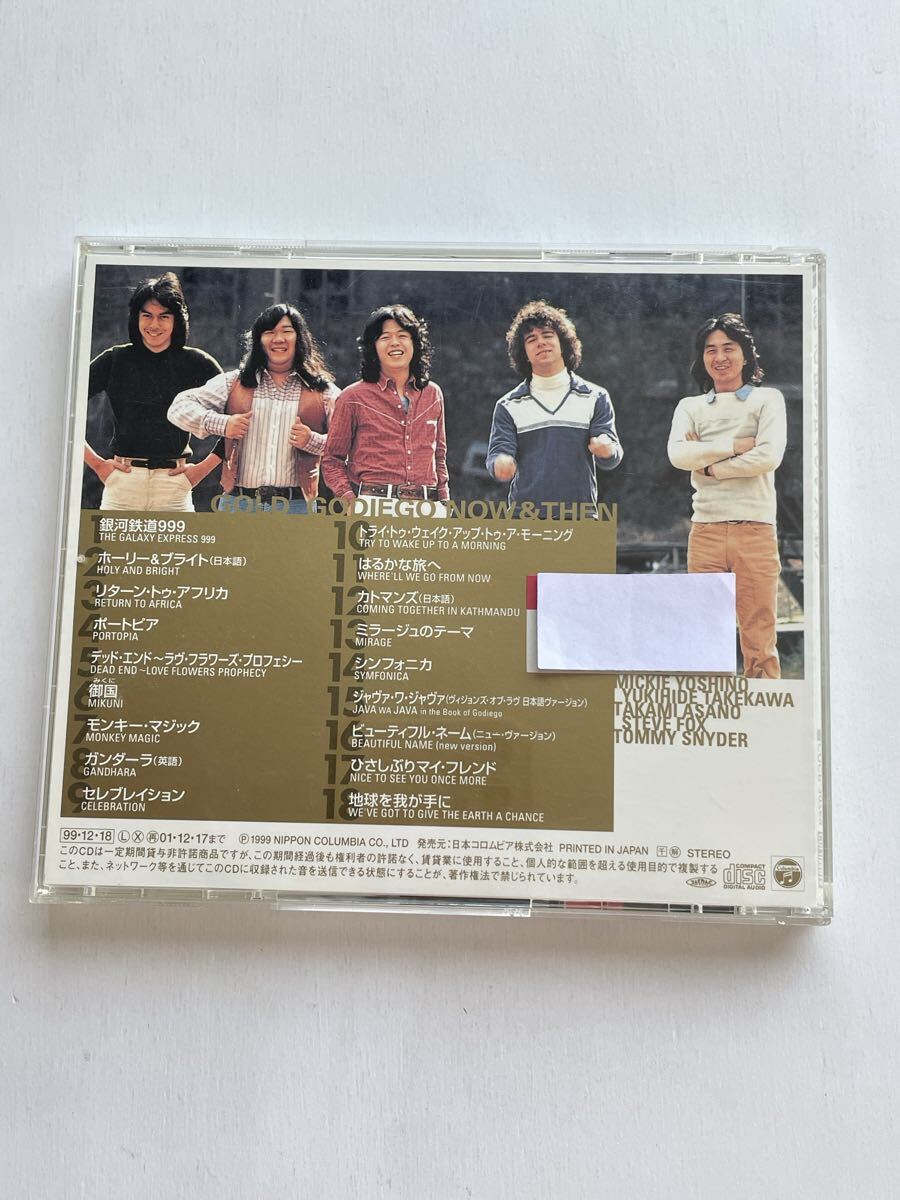 GOLD GODIEGO NOW & THEN
1 銀河鉄道999
THE GALAXY EXPRESS 999
2 ホーリー&ブライト(日本語)
HOLY AND BRIGHT
3 リターン・トゥ・アフリカ
RETURN TO AFRICA
4 ポートピア
PORTOPIA
5 デッド・エンド〜ラヴ・フラワーズ・プロフェシー
DEAD END ~LOVE FLOWERS PROPHECY
みくに
6 御国
MIKUNI
7 モンキー・マジック
MONKEY MAGIC
8 ガンダーラ(英語)
GANDHARA
9 セレブレイション
CELEBRATION
10 トライ・トゥ・ウェイク・アップ・トゥ・ア・モーニング
TRY TO WAKE UP TO A MORNING
11 はるかな旅へ
WHERE'LL WE GO FROM NOW
12 カトマンズ(日本語)
COMING TOGETHER IN KATHMANDU
13 ミラージュのテーマ
MIRAGE
14 シンフォニカ
SYMFONICA
15 ジャヴァ・ワ・ジャヴァ(ヴィジョンズ・オブ・ラヴ 日本語ヴァージョン)
JAVA wa JAVA in the Book of Godiego
16 ビューティフル・ネーム(ニュー・ヴァージョン)
BEAUTIFUL NAME (new version)
17 ひさしぶりマイ・フレンド
NICE TO SEE YOU ONCE MORE
18 地球を我が手に
WE'VE GOT TO GIVE THE EARTH A CHANCE
MICKIE YOSHINO
YUKIHIDE TAKEKAWA
TAKAMI ASANO
STEVE FOX
TOMMY SNYDER
99・12・18 Ⓛ Ⓧ 再 01・12・17まで Ⓟ 1999 NIPPON COLUMBIA CO., LTD 発売元:日本コロムビア株式会社 PRINTED IN JAPAN STEREO
このCDは一定期間貸与非許諾商品ですが、この期間経過後も権利者の許諾なく、賃貸業に使用すること、個人的な範囲を超える使用目的で複製する
こと、また、ネットワーク等を通じてこのCDに収録された音を送信できる状態にすることが、著作権法で禁じられています。
COMPACT
disc
DIGITAL AUDIO
Columbia